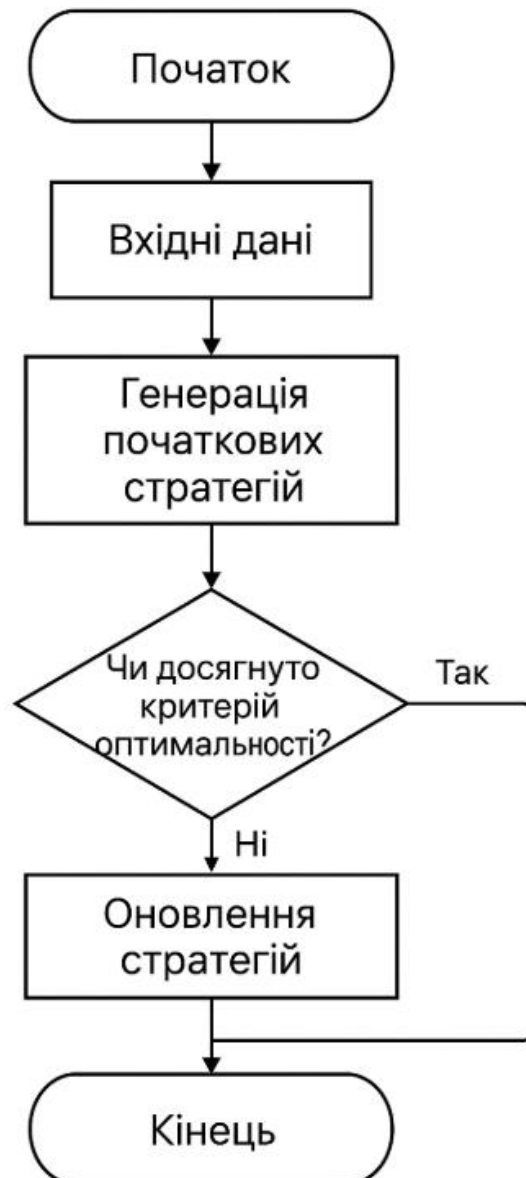 Початок
Вхідні дані
Генерація
початкових
стратегій
Чи досягнуто
критерій
оптимальності?
Так
Ні
Оновлення
стратегій
Кінець